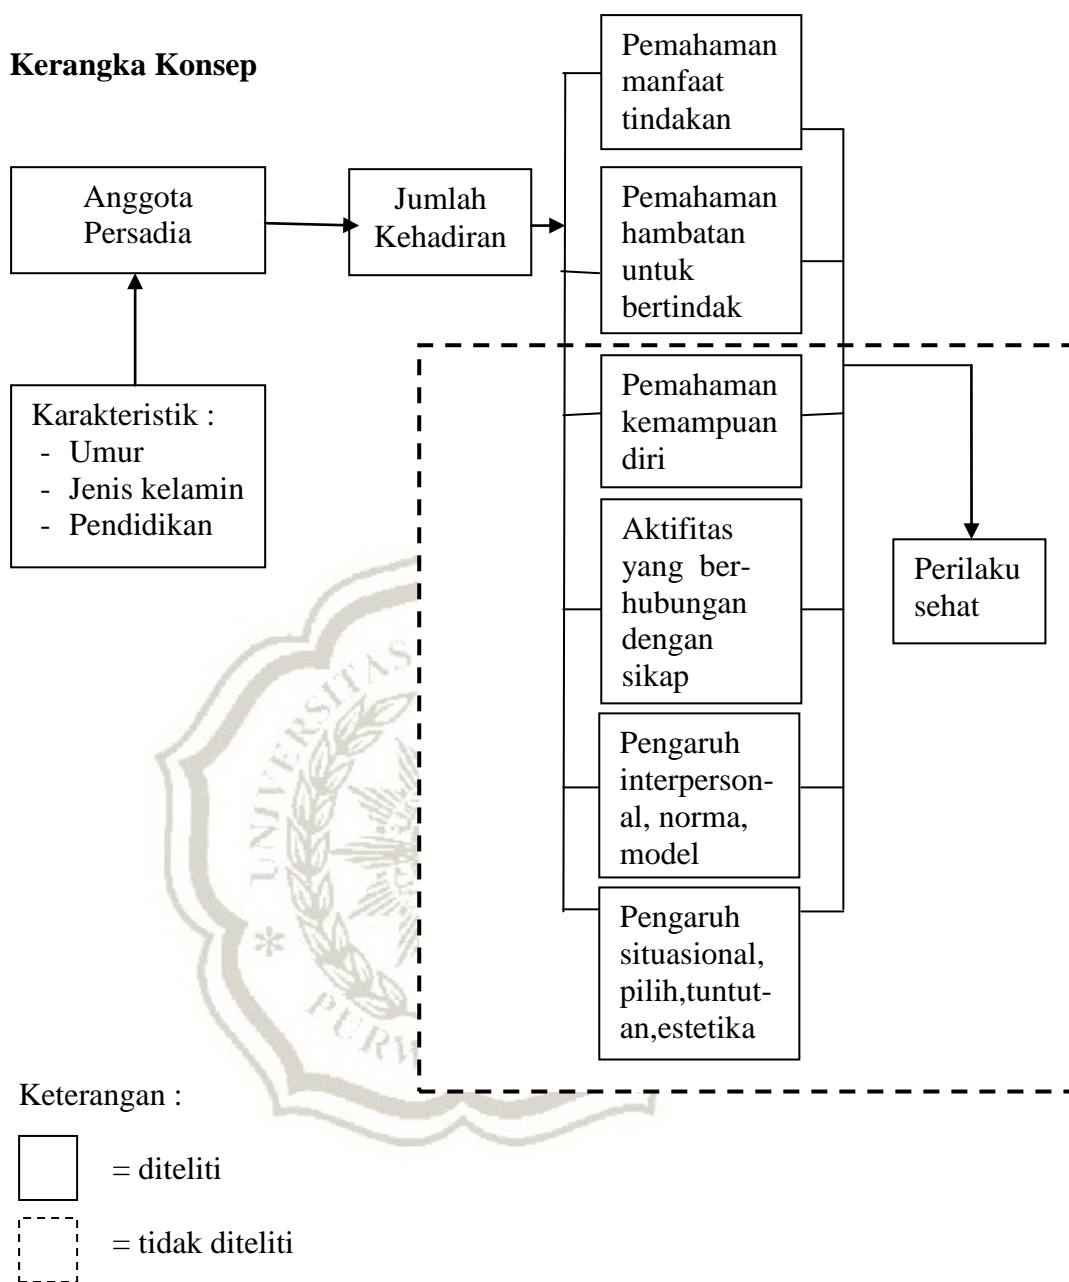 Kerangka Konsep
Anggota
Persadia
Karakteristik :
- Umur
- Jenis kelamin
- Pendidikan
Jumlah
Kehadiran
Pemahaman
manfaat
tindakan
Pemahaman
hambatan
untuk
bertindak
Pemahaman
kemampuan
diri
Aktifitas
yang ber-
hubungan
dengan
sikap
Pengaruh
interperson-
al, norma,
model
Pengaruh
situasional,
pilih,tuntut-
an,estetika
Perilaku
sehat
UNIVERSITAS
Keterangan :
= diteliti
= tidak diteliti